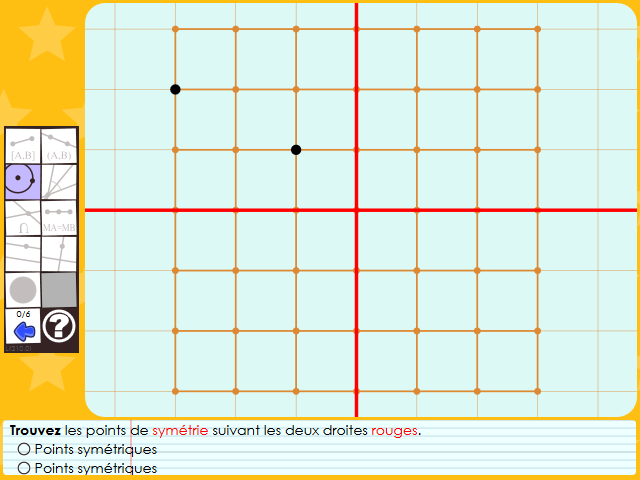 [A,B] (A,B)
∩ MA=MB
0/6
?
Trouvez les points de symétrie suivant les deux droites rouges.
Points symétriques
Points symétriques